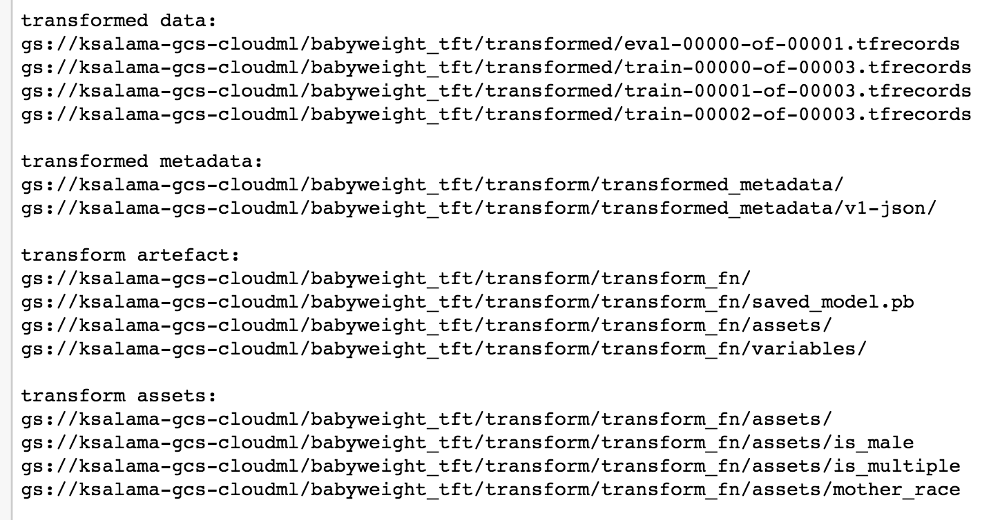 transformed data:
gs://ksalama-gcs-cloudml/babyweight_tft/transformed/eval-00000-of-00001.tfrecords
gs://ksalama-gcs-cloudml/babyweight_tft/transformed/train-00000-of-00003.tfrecords
gs://ksalama-gcs-cloudml/babyweight_tft/transformed/train-00001-of-00003.tfrecords
gs://ksalama-gcs-cloudml/babyweight_tft/transformed/train-00002-of-00003.tfrecords
transformed metadata:
gs://ksalama-gcs-cloudml/babyweight_tft/transform/transformed_metadata/
gs://ksalama-gcs-cloudml/babyweight_tft/transform/transformed_metadata/v1-json/
transform artefact:
gs://ksalama-gcs-cloudml/babyweight_tft/transform/transform_fn/
gs://ksalama-gcs-cloudml/babyweight_tft/transform/transform_fn/saved_model.pb
gs://ksalama-gcs-cloudml/babyweight_tft/transform/transform_fn/assets/
gs://ksalama-gcs-cloudml/babyweight_tft/transform/transform_fn/variables/
transform assets:
gs://ksalama-gcs-cloudml/babyweight_tft/transform/transform_fn/assets/
gs://ksalama-gcs-cloudml/babyweight_tft/transform/transform_fn/assets/is_male
gs://ksalama-gcs-cloudml/babyweight_tft/transform/transform_fn/assets/is_multiple
gs://ksalama-gcs-cloudml/babyweight_tft/transform/transform_fn/assets/mother_race